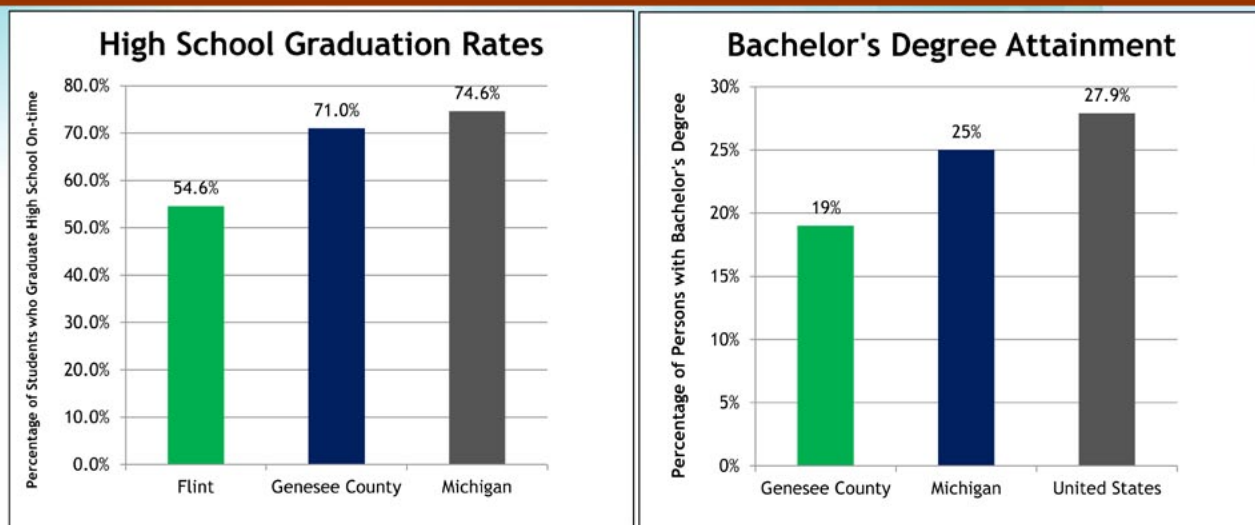 High School Graduation Rates
Percentage of Students who Graduate High School On-time
80.0%
70.0%
60.0%
50.0%
40.0%
30.0%
20.0%
10.0%
0.0%
54.6%
71.0%
74.6%
Flint
Genesee County
Michigan
Bachelor's Degree Attainment
Percentage of Persons with Bachelor's Degree
30%
25%
20%
15%
10%
5%
0%
19%
25%
27.9%
Genesee County
Michigan
United States